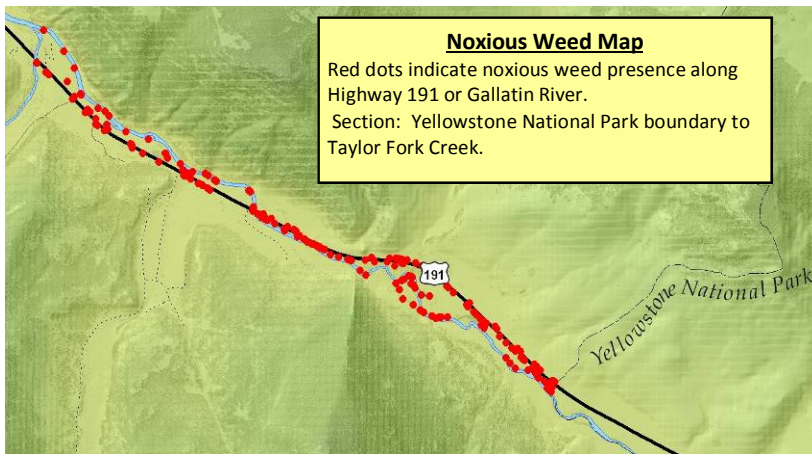 Noxious Weed Map
Red dots indicate noxious weed presence along
Highway 191 or Gallatin River.
Section: Yellowstone National Park boundary to
Taylor Fork Creek.
191
Yellowstone National Park